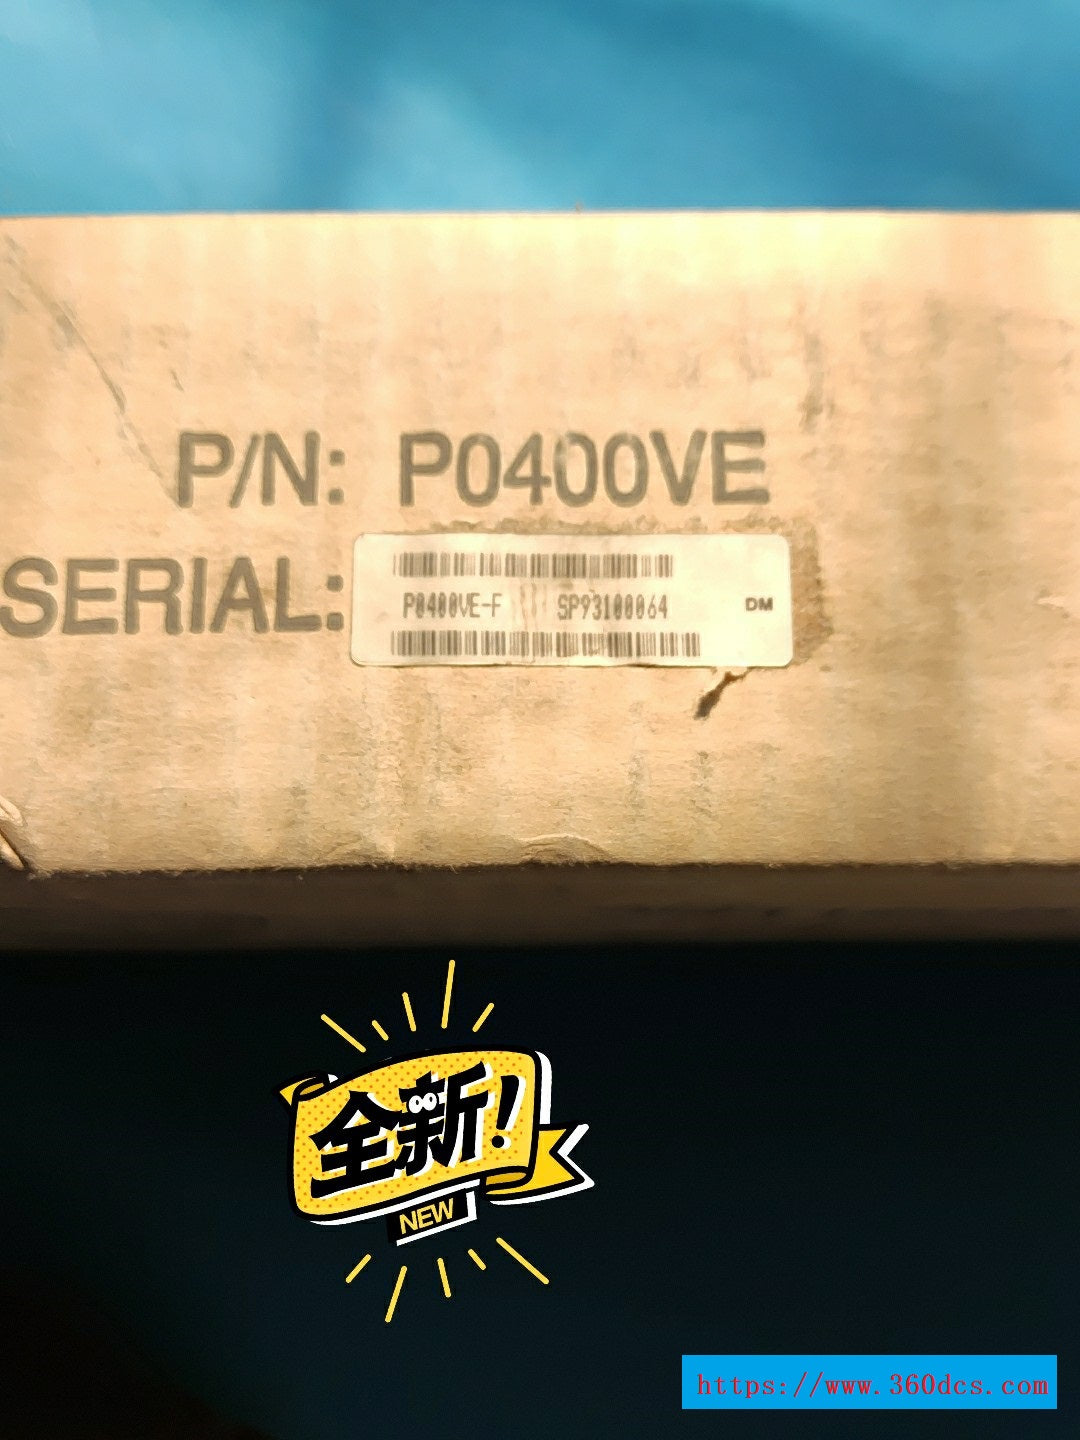 P/N: P0400VE
SERIAL:
P0400VE-F SP93100064 DM
全新!
NEW
https://www.360dcs.com